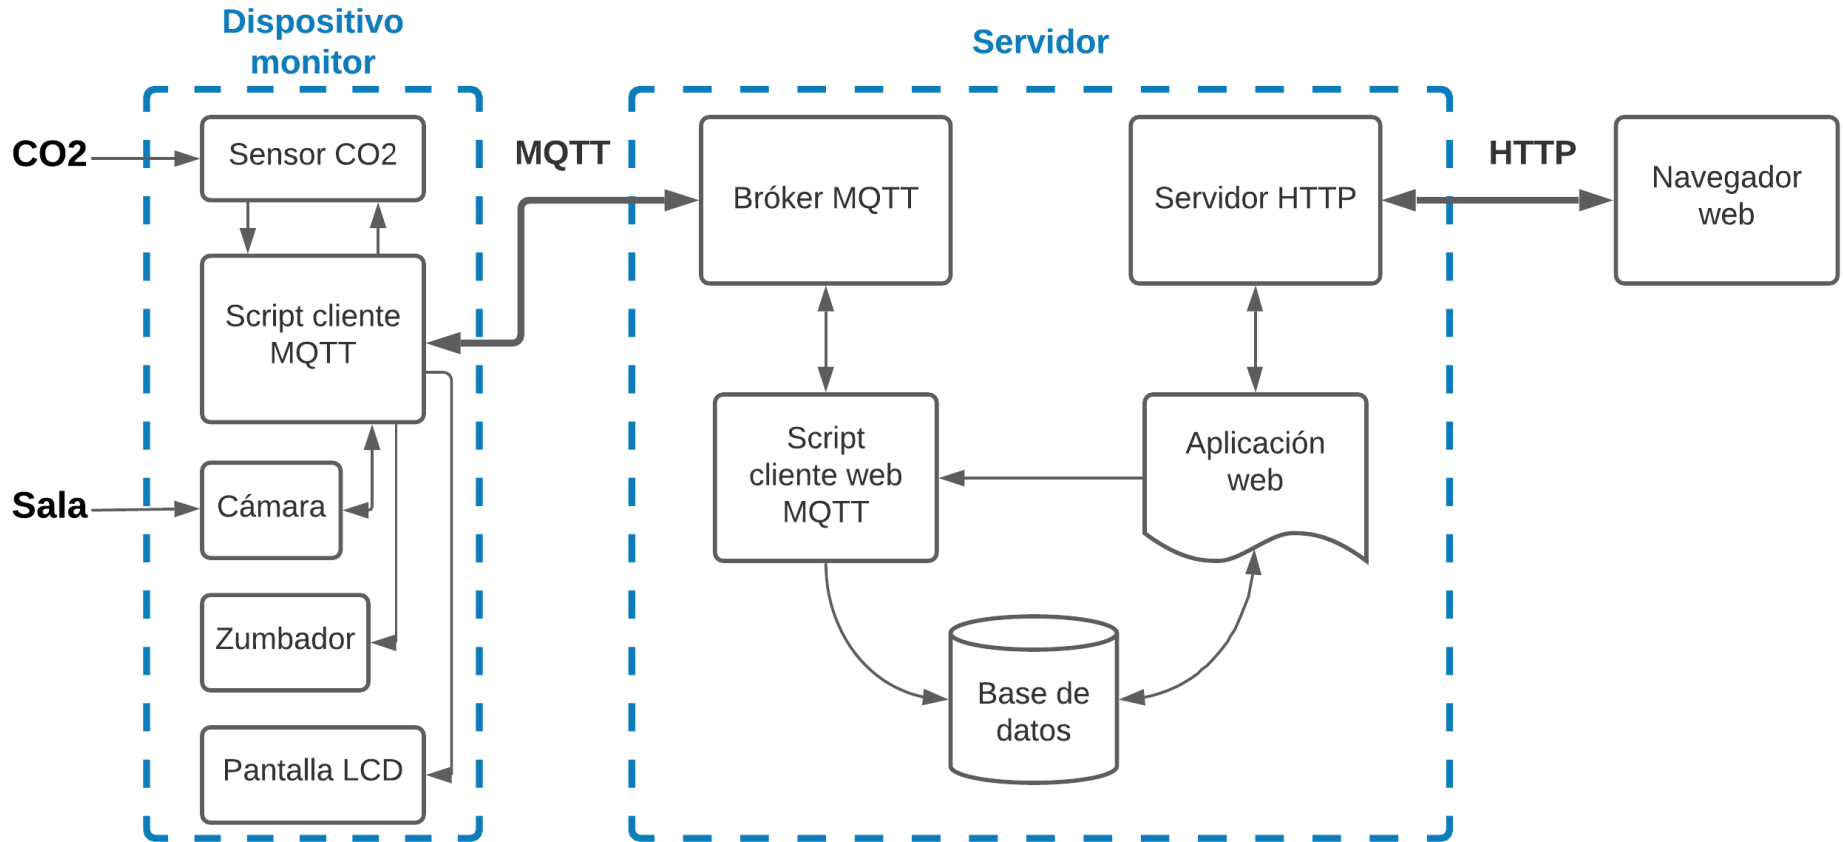 Dispositivo
monitor
Servidor
CO2
Sensor CO2
MQTT
Bróker MQTT
Servidor HTTP
HTTP
Navegador
web
Script cliente
MQTT
Script
cliente web
MQTT
Aplicación
web
Sala
Cámara
Zumbador
Base de
datos
Pantalla LCD